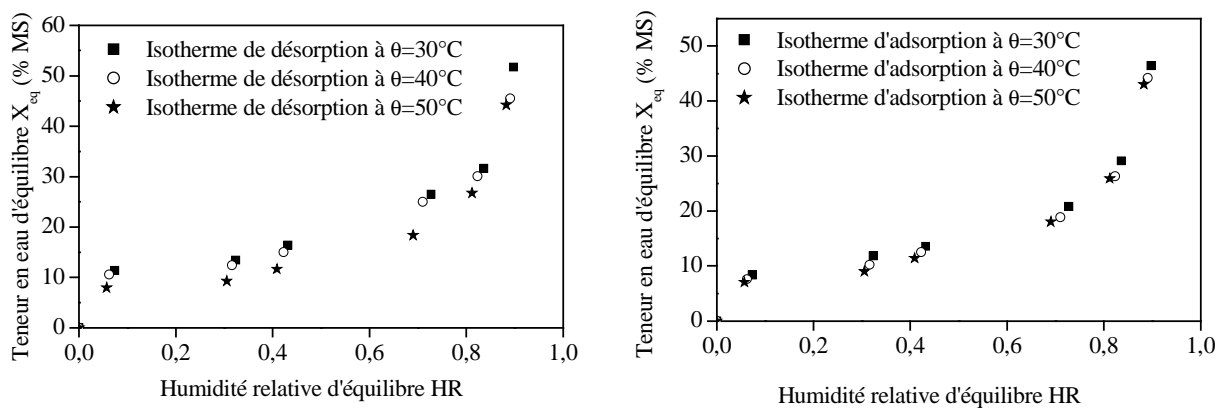 Teneur en eau d'équilibre X_eq (% MS)
60
50
40
30
20
10
0
■ Isotherme de désorption à θ=30°C
○ Isotherme de désorption à θ=40°C
★ Isotherme de désorption à θ=50°C
0,0 0,2 0,4 0,6 0,8 1,0
Humidité relative d'équilibre HR
Teneur en eau d'équilibre X_eq (% MS)
50
40
30
20
10
0
■ Isotherme d'adsorption à θ=30°C
○ Isotherme d'adsorption à θ=40°C
★ Isotherme d'adsorption à θ=50°C
0,0 0,2 0,4 0,6 0,8 1,0
Humidité relative d'équilibre HR